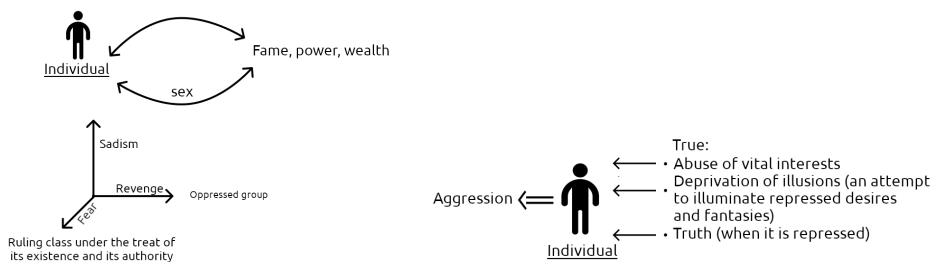 Individual
Fame, power, wealth
sex
Sadism
Revenge
Oppressed group
Fear
Ruling class under the treat of
its existence and its authority
Aggression
Individual
True:
• Abuse of vital interests
• Deprivation of illusions (an attempt
to illuminate repressed desires
and fantasies)
• Truth (when it is repressed)